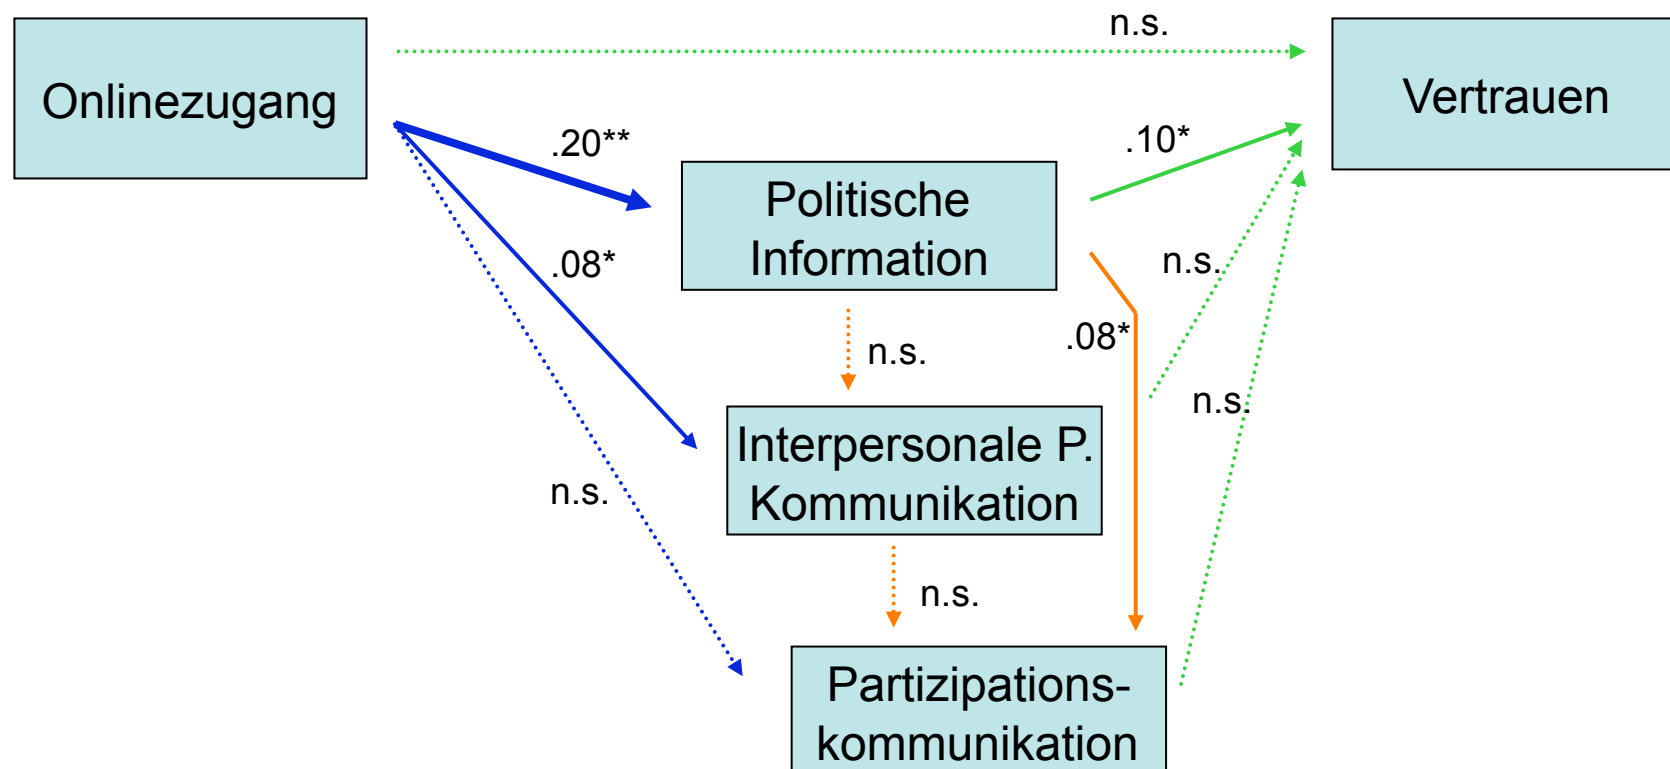 n.s.
Onlinezugang
Vertrauen
.20**
.10*
Politische
Information
.08*
n.s.
.08*
n.s.
n.s.
Interpersonale P.
Kommunikation
n.s.
n.s.
Partizipations-
kommunikation